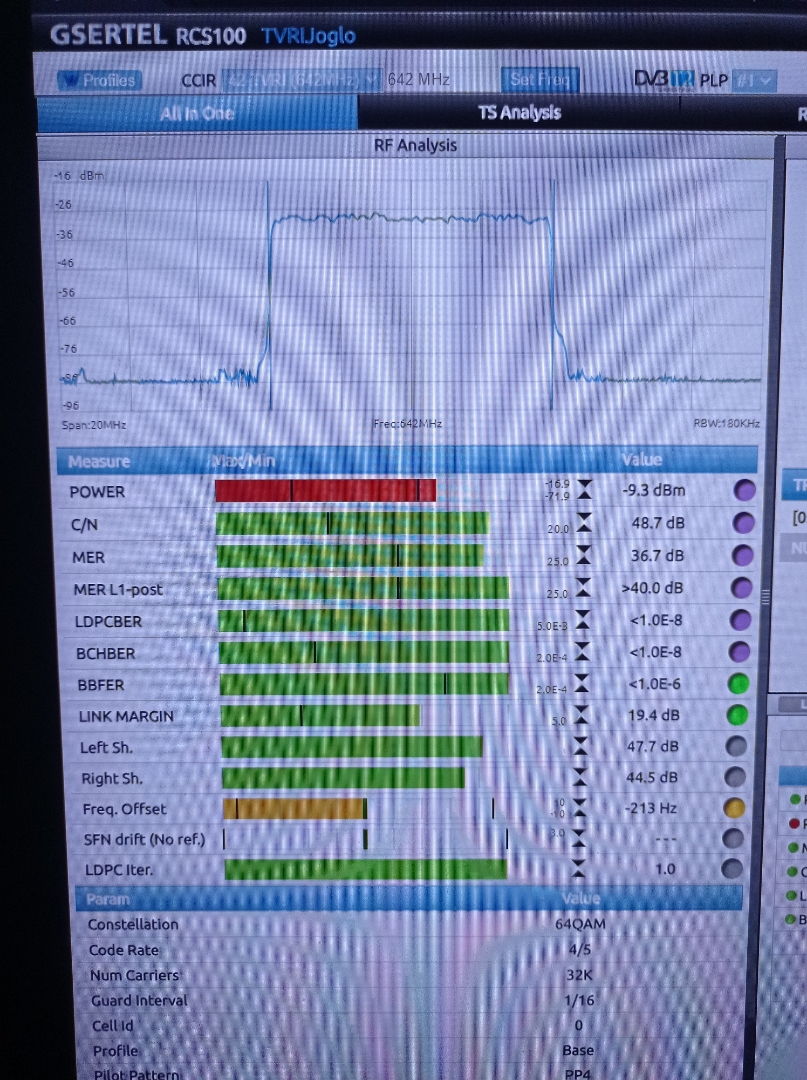 GSERTEL RCS100 TVRIJoglo
Profiles CCIR 42-TVRI (642MHz) 642 MHz Set Freq DVB T2 PLP #1
All In One TS Analysis R
RF Analysis
-16 dBm
-26
-36
-46
-56
-66
-76
-86
-96
Span:20MHz Freq:642MHz RBW:180KHz
Measure Max/Min Value
POWER -16.9 -71.9 -9.3 dBm
C/N 20.0 48.7 dB
MER 25.0 36.7 dB
MER L1-post 25.0 >40.0 dB
LDPCBER 5.0E-3 <1.0E-8
BCHBER 2.0E-4 <1.0E-8
BBFER 2.0E-4 <1.0E-6
LINK MARGIN 5.0 19.4 dB
Left Sh. 47.7 dB
Right Sh. 44.5 dB
Freq. Offset 10 -10 -213 Hz
SFN drift (No ref.) 3.0 ---
LDPC Iter. 1.0
Param Value
Constellation 64QAM
Code Rate 4/5
Num Carriers 32K
Guard Interval 1/16
Cell Id 0
Profile Base
Pilot Pattern PP4